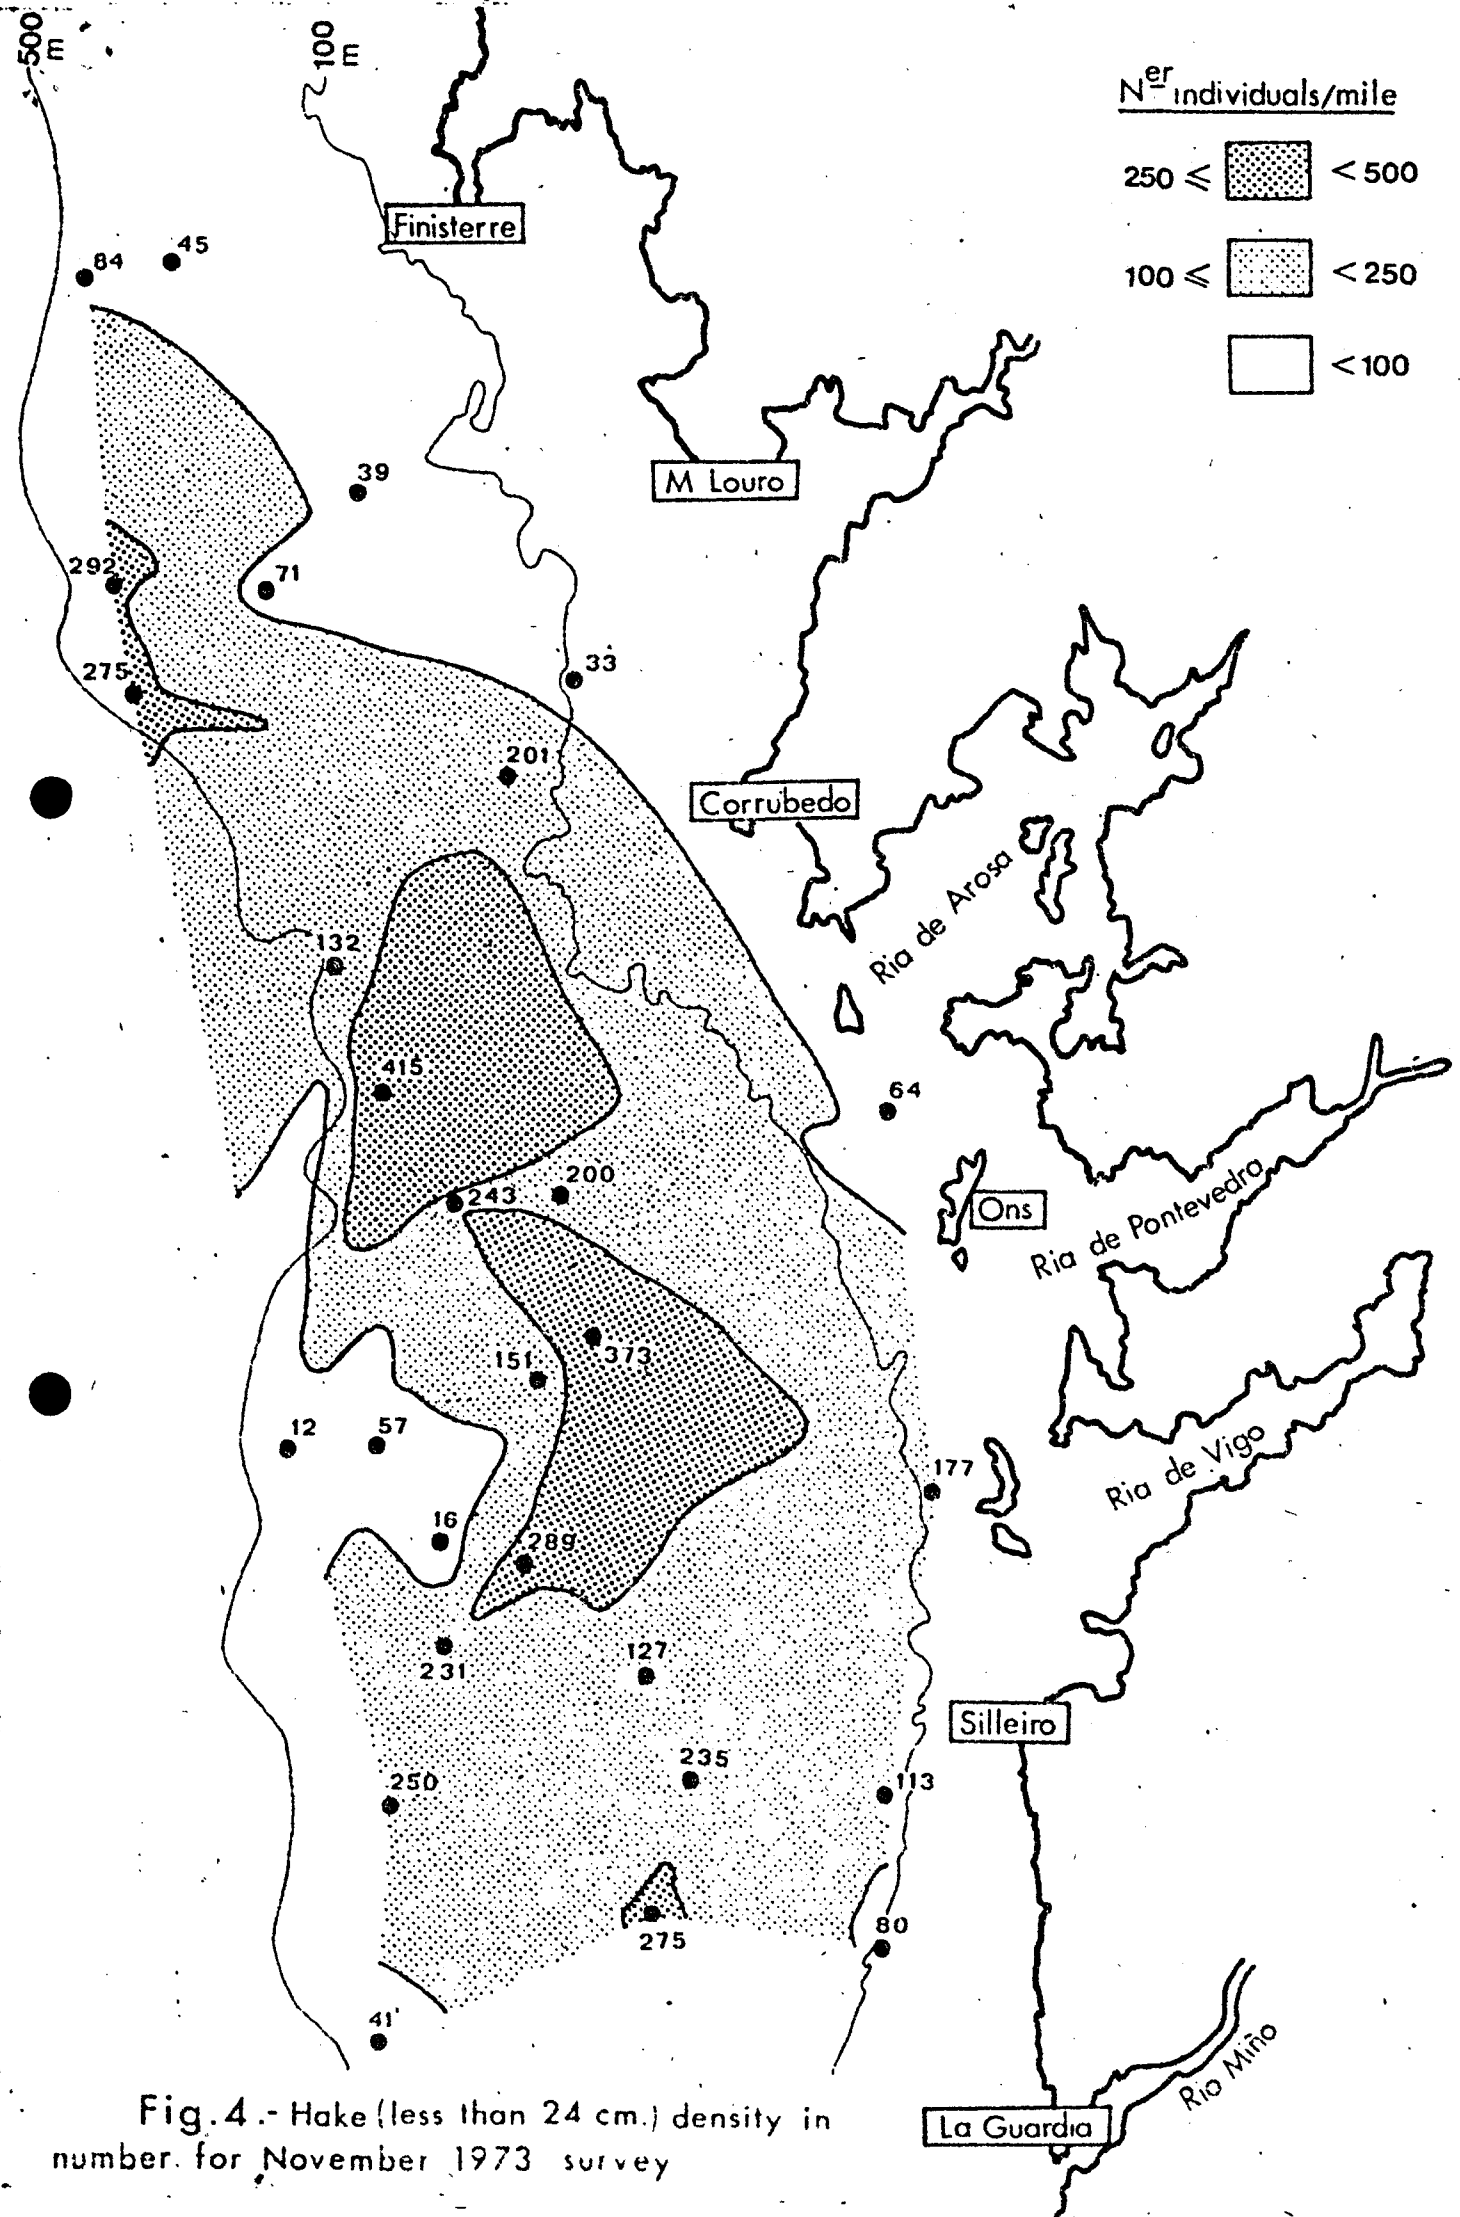 500 m
100 m
N^er individuals/mile
250 ≤ < 500
100 ≤ < 250
< 100
Finisterre
84
45
39
M Louro
292
71
275
33
201
Corrubedo
Ria de Arosa
132
415
64
243
200
Ons
Ria de Pontevedra
373
151
12
57
177
Ria de Vigo
16
289
231
127
Silleiro
235
250
113
275
80
41
Rio Miño
La Guardia
Fig.4.- Hake (less than 24 cm.) density in
number. for November 1973 survey